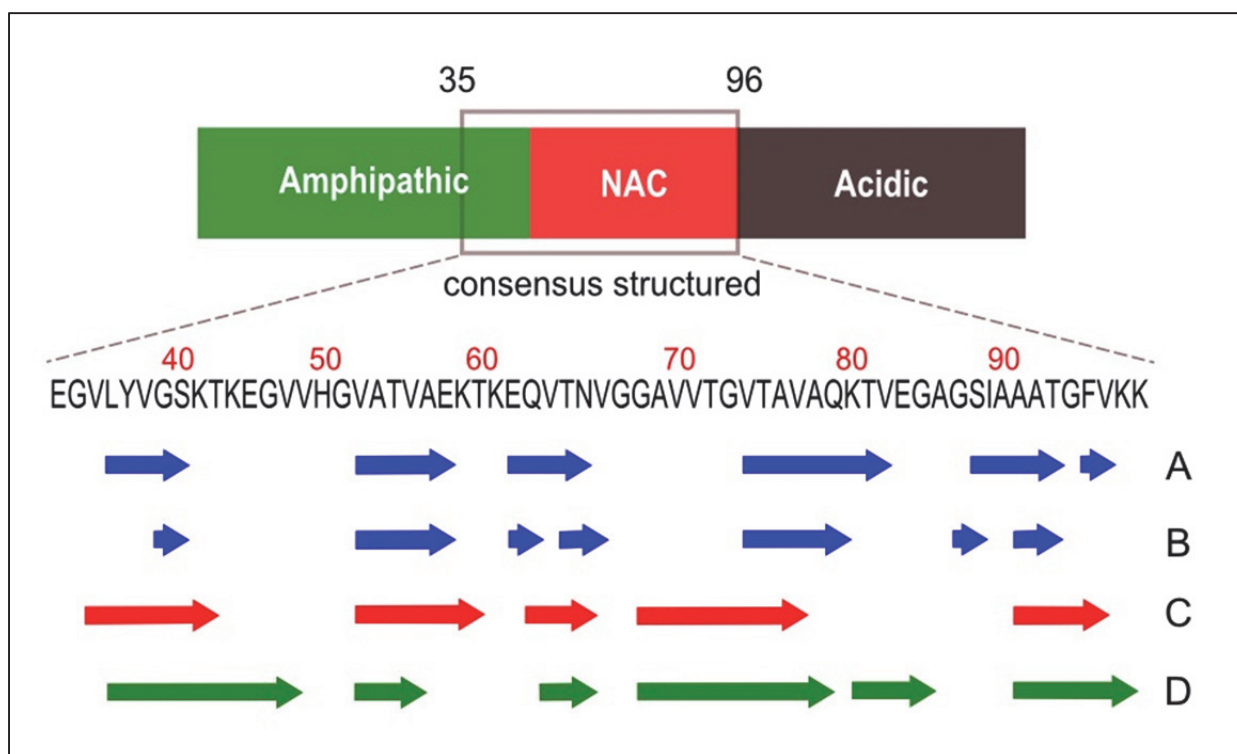 35 96
Amphipathic NAC Acidic
consensus structured
40 50 60 70 80 90
EGVLYVGSKTKEGVVHGVATVAEKTKEQVTNVGGAVVTGVTAVAQKTVEGAGSIAAATGFVKK
A
B
C
D